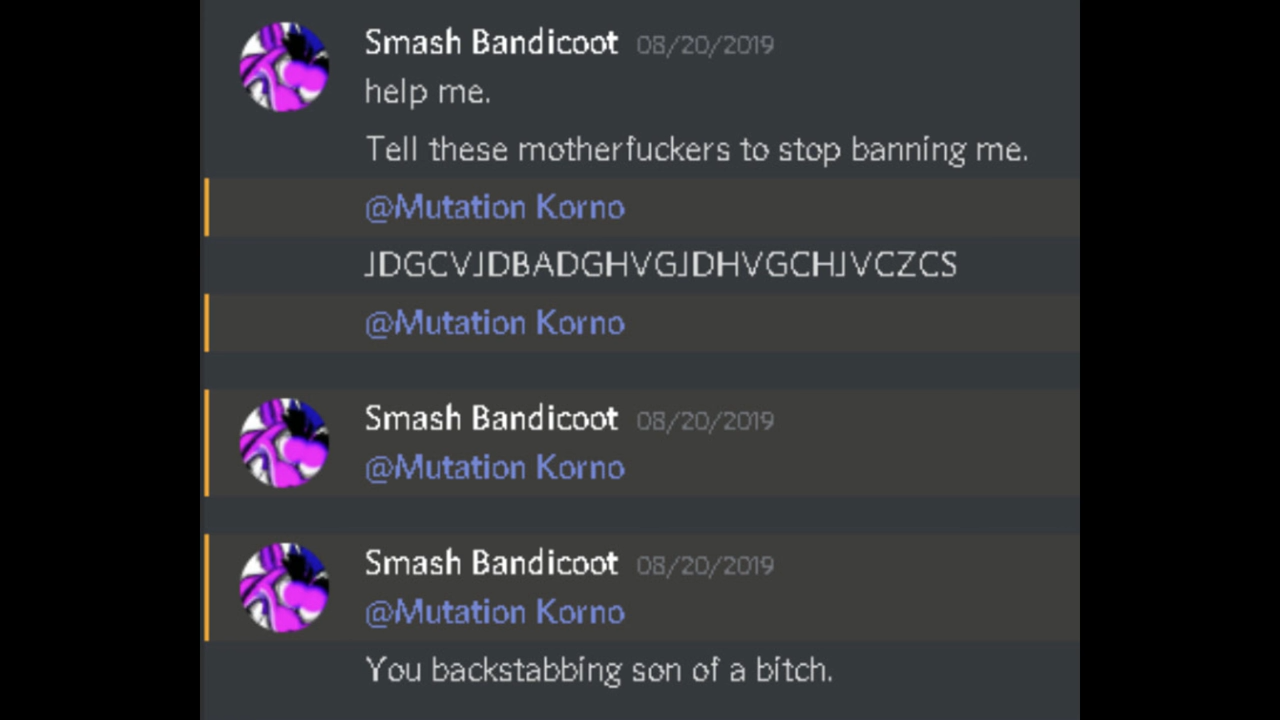 Smash Bandicoot 08/20/2019
help me.
Tell these motherfuckers to stop banning me.
@Mutation Korno
JDGCVJDBADGHVGJDHVGCHJVCZCS
@Mutation Korno
Smash Bandicoot 08/20/2019
@Mutation Korno
Smash Bandicoot 08/20/2019
@Mutation Korno
You backstabbing son of a bitch.